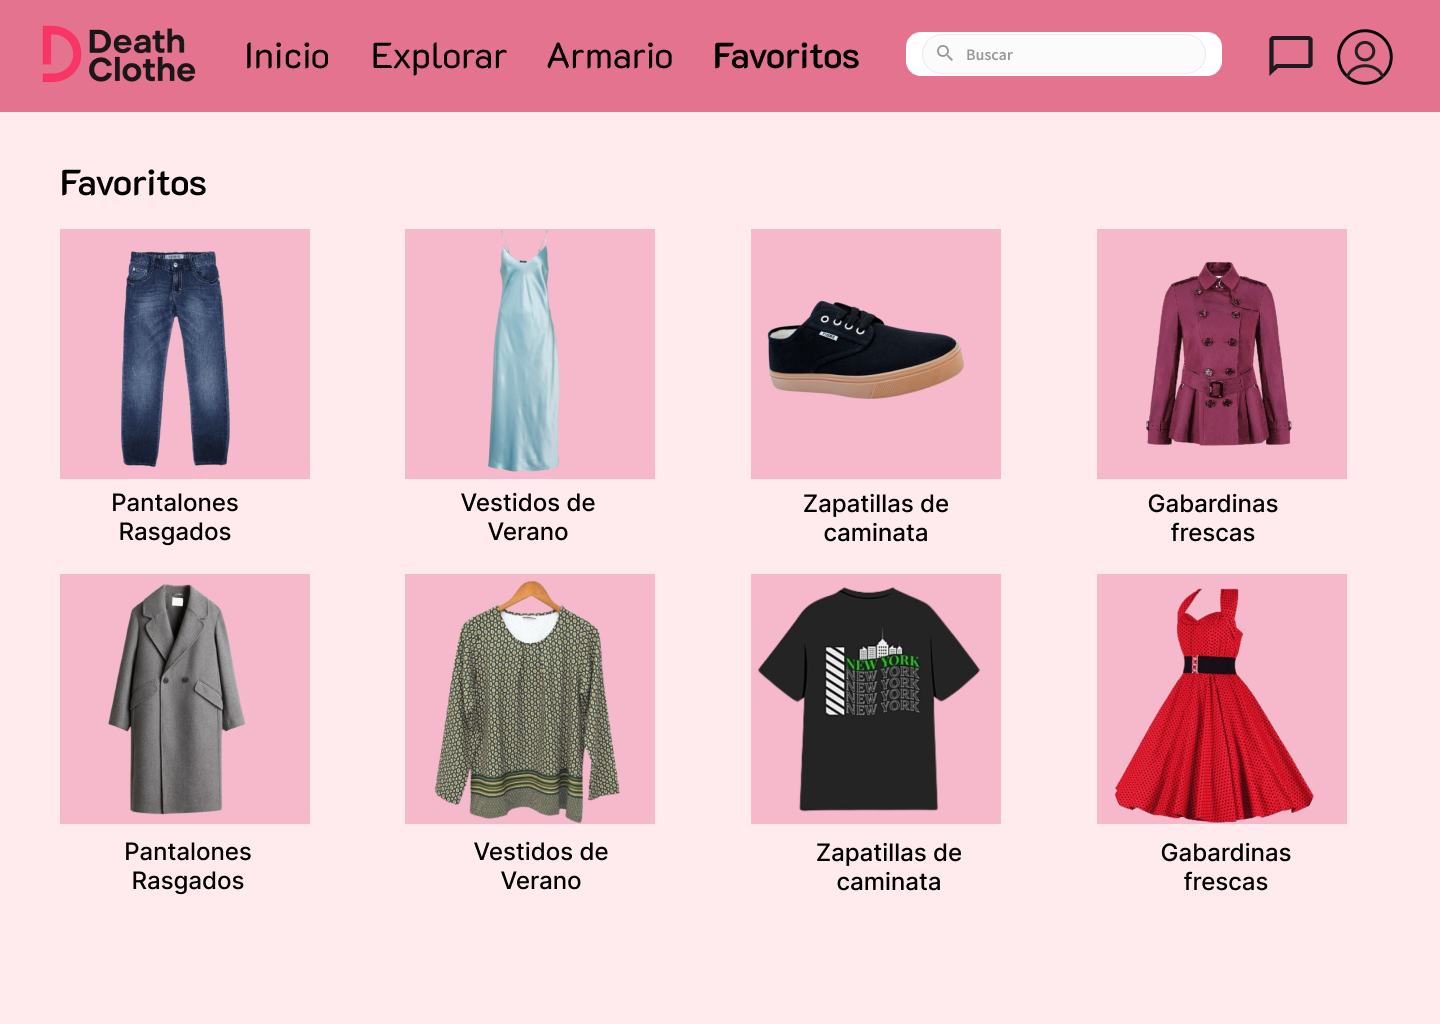 Death
Clothe
Inicio Explorar Armario Favoritos
Buscar
Favoritos
Pantalones
Rasgados
Vestidos de
Verano
Zapatillas de
caminata
Gabardinas
frescas
NEW YORK
NEW YORK
NEW YORK
NEW YORK
NEW YORK
Pantalones
Rasgados
Vestidos de
Verano
Zapatillas de
caminata
Gabardinas
frescas